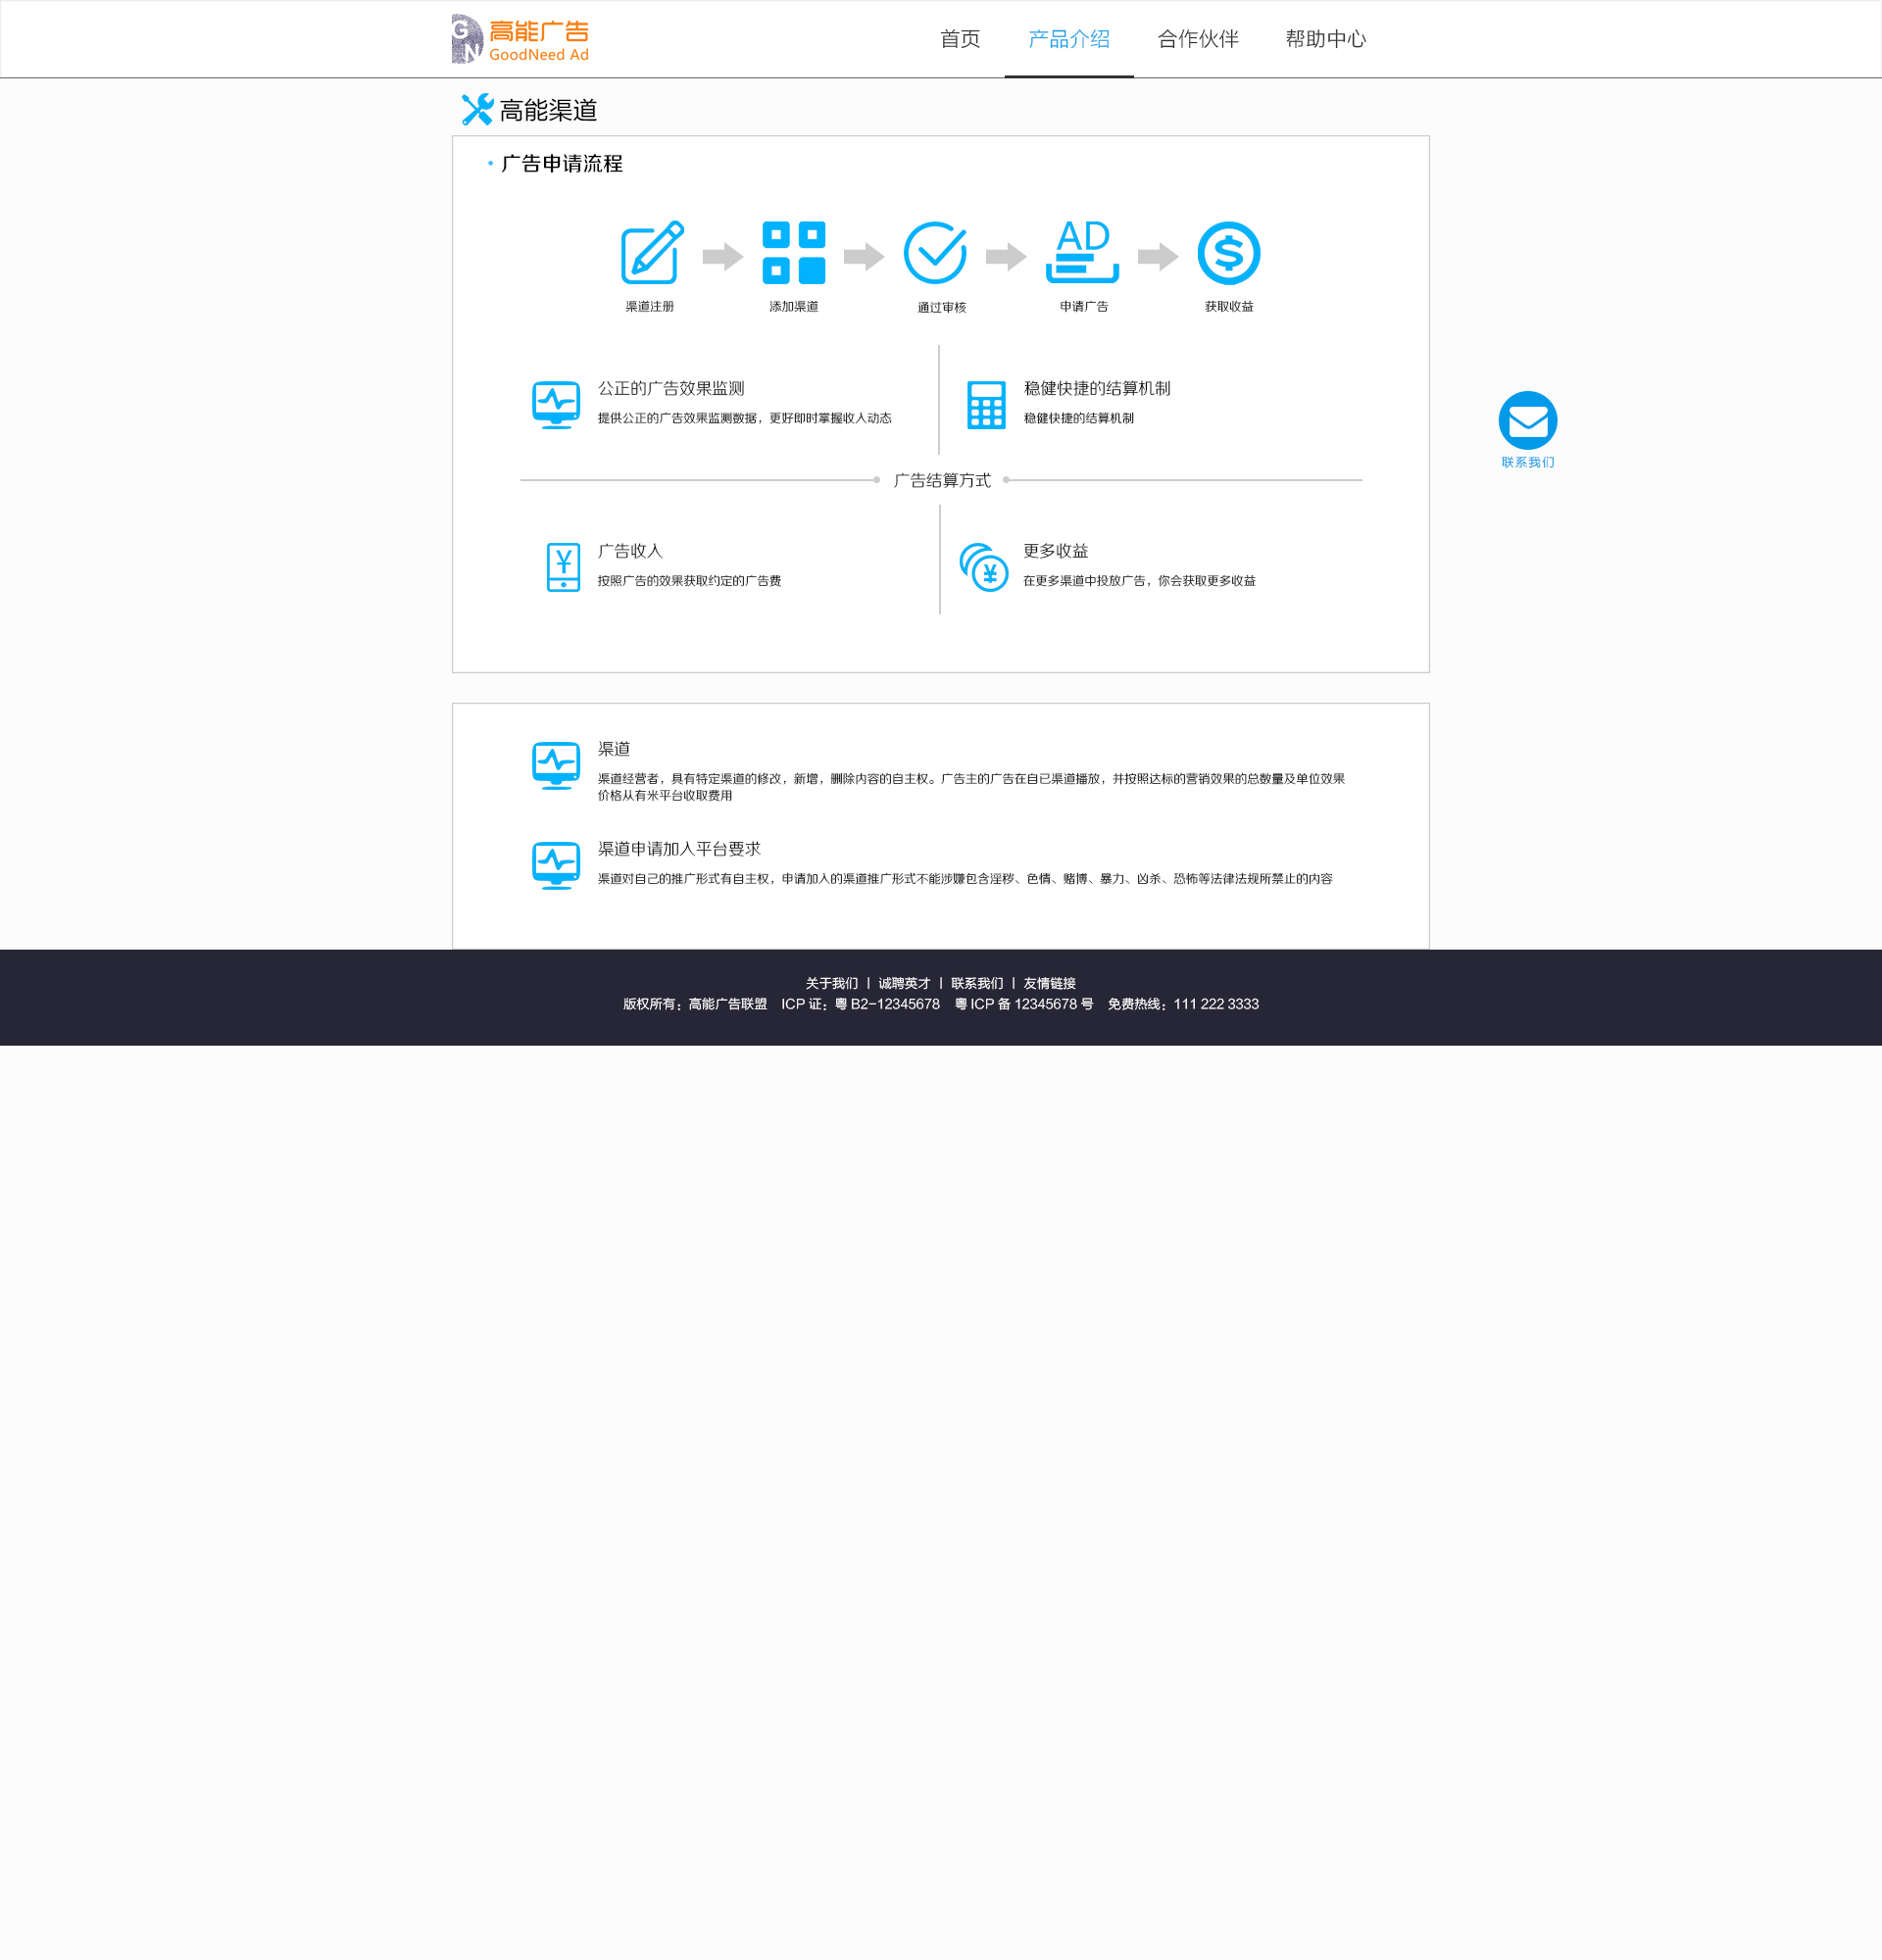 GN
高能广告
GoodNeed Ad
首页 产品介绍 合作伙伴 帮助中心
高能渠道
广告申请流程
AD
渠道注册 添加渠道 通过审核 申请广告 获取收益
公正的广告效果监测
提供公正的广告效果监测数据，更好即时掌握收入动态
稳健快捷的结算机制
稳健快捷的结算机制
联系我们
广告结算方式
广告收入
按照广告的效果获取约定的广告费
更多收益
在更多渠道中投放广告，你会获取更多收益
渠道
渠道经营者，具有特定渠道的修改，新增，删除内容的自主权。广告主的广告在自已渠道播放，并按照达标的营销效果的总数量及单位效果
价格从有米平台收取费用
渠道申请加入平台要求
渠道对自己的推广形式有自主权，申请加入的渠道推广形式不能涉嫌包含淫秽、色情、赌博、暴力、凶杀、恐怖等法律法规所禁止的内容
关于我们 | 诚聘英才 | 联系我们 | 友情链接
版权所有：高能广告联盟 ICP 证：粤 B2-12345678 粤 ICP 备 12345678 号 免费热线：111 222 3333